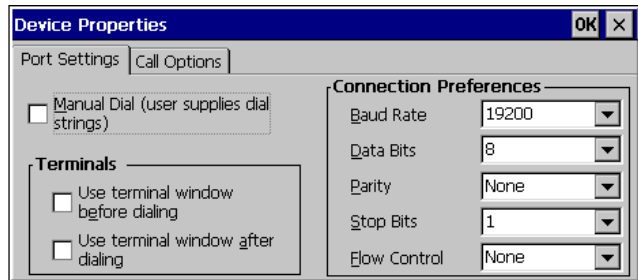 Device Properties OK ×
Port Settings Call Options
Manual Dial (user supplies dial
strings)
Terminals
Use terminal window
before dialing
Use terminal window after
dialing
Connection Preferences
Baud Rate 19200
Data Bits 8
Parity None
Stop Bits 1
Flow Control None